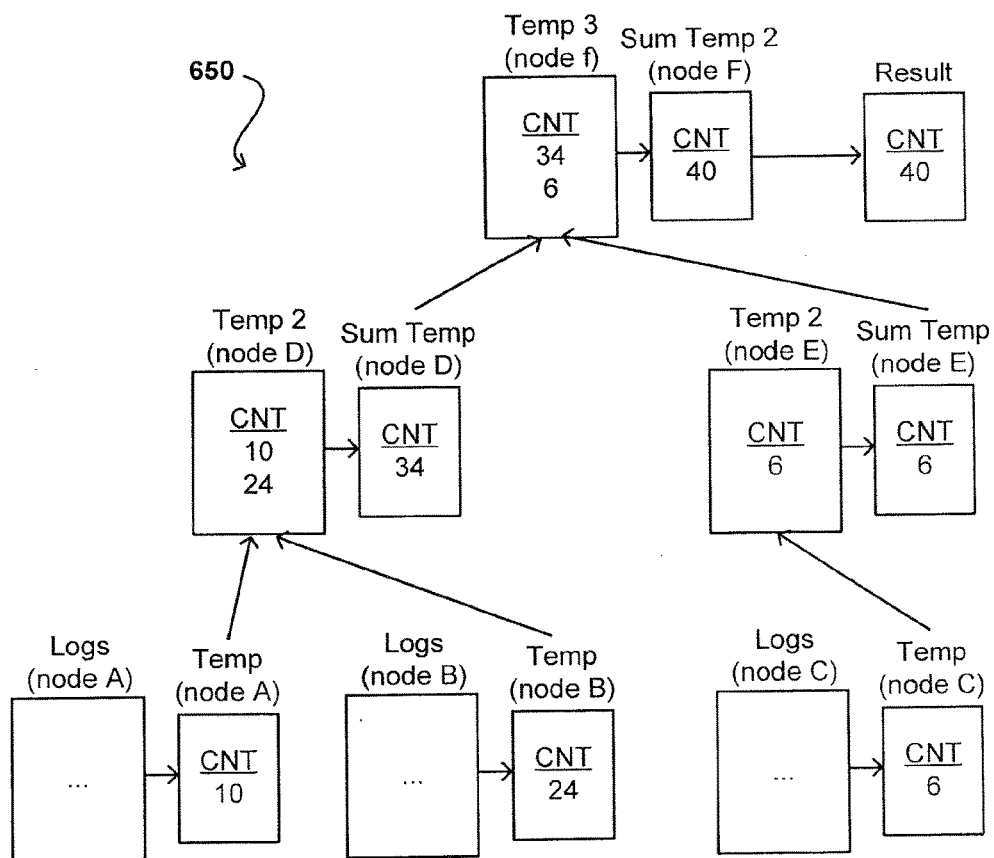 650
Temp 3
(node f)
CNT
34
6
Sum Temp 2
(node F)
CNT
40
Result
CNT
40
Temp 2
(node D)
CNT
10
24
Sum Temp
(node D)
CNT
34
Temp 2
(node E)
CNT
6
Sum Temp
(node E)
CNT
6
Logs
(node A)
...
Temp
(node A)
CNT
10
Logs
(node B)
...
Temp
(node B)
CNT
24
Logs
(node C)
...
Temp
(node C)
CNT
6